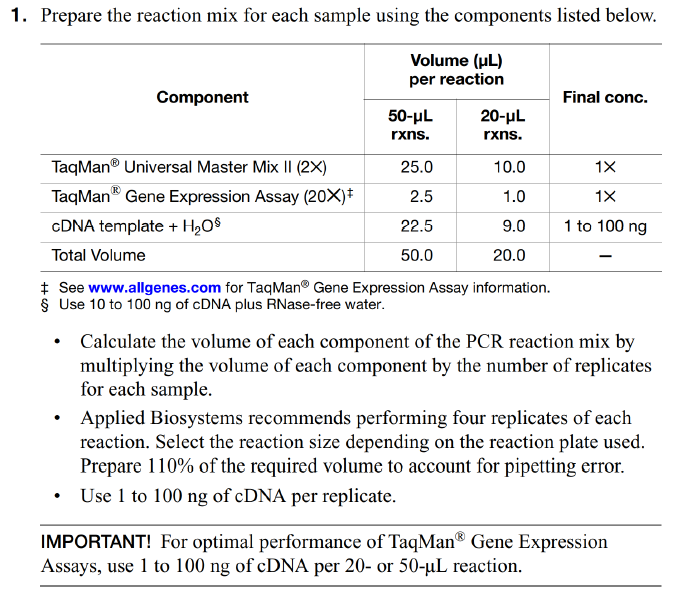 1. Prepare the reaction mix for each sample using the components listed below.
Component
Volume (µL)
per reaction
Final conc.
50-µL
rxns.
20-µL
rxns.
TaqMan® Universal Master Mix II (2X) 25.0 10.0 1X
TaqMan® Gene Expression Assay (20X)‡ 2.5 1.0 1X
cDNA template + H₂O§ 22.5 9.0 1 to 100 ng
Total Volume 50.0 20.0 —
‡ See www.allgenes.com for TaqMan® Gene Expression Assay information.
§ Use 10 to 100 ng of cDNA plus RNase-free water.
• Calculate the volume of each component of the PCR reaction mix by
multiplying the volume of each component by the number of replicates
for each sample.
• Applied Biosystems recommends performing four replicates of each
reaction. Select the reaction size depending on the reaction plate used.
Prepare 110% of the required volume to account for pipetting error.
• Use 1 to 100 ng of cDNA per replicate.
IMPORTANT! For optimal performance of TaqMan® Gene Expression
Assays, use 1 to 100 ng of cDNA per 20- or 50-µL reaction.